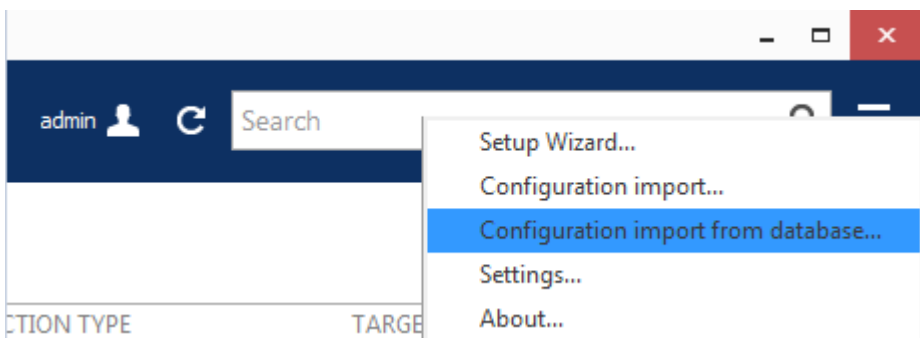 admin
Search
Setup Wizard...
Configuration import...
Configuration import from database...
Settings...
About...
CTION TYPE TARGE